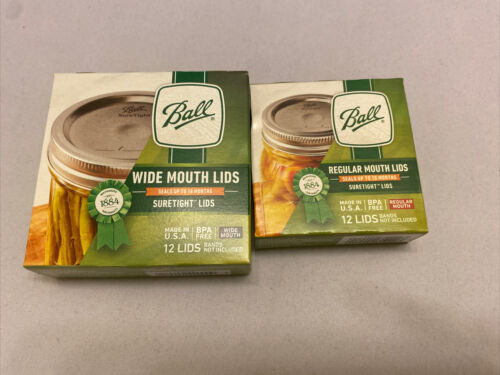 Ball®
WIDE MOUTH LIDS
SEALS UP TO 18 MONTHS
SURETIGHT™ LIDS
1884
MADE IN U.S.A.
BPA FREE
WIDE MOUTH
12 LIDS BANDS NOT INCLUDED
Ball®
REGULAR MOUTH LIDS
SEALS UP TO 18 MONTHS
SURETIGHT™ LIDS
1884
MADE IN U.S.A.
BPA FREE
REGULAR MOUTH
12 LIDS BANDS NOT INCLUDED